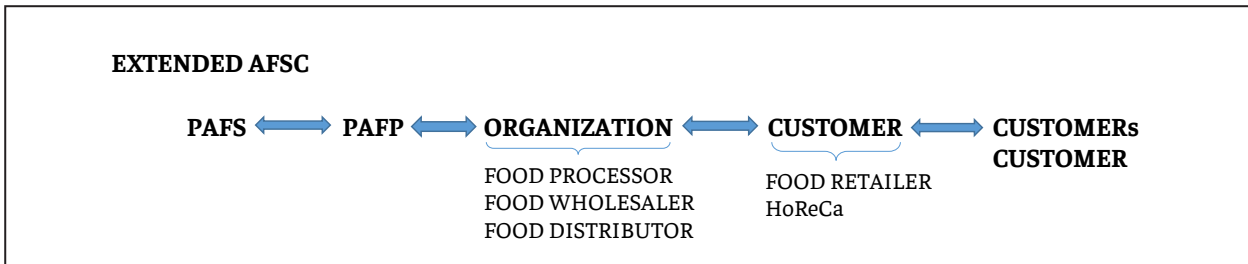 EXTENDED AFSC
PAFS PAFP ORGANIZATION CUSTOMER CUSTOMERs
CUSTOMER
FOOD PROCESSOR FOOD RETAILER
FOOD WHOLESALER HoReCa
FOOD DISTRIBUTOR